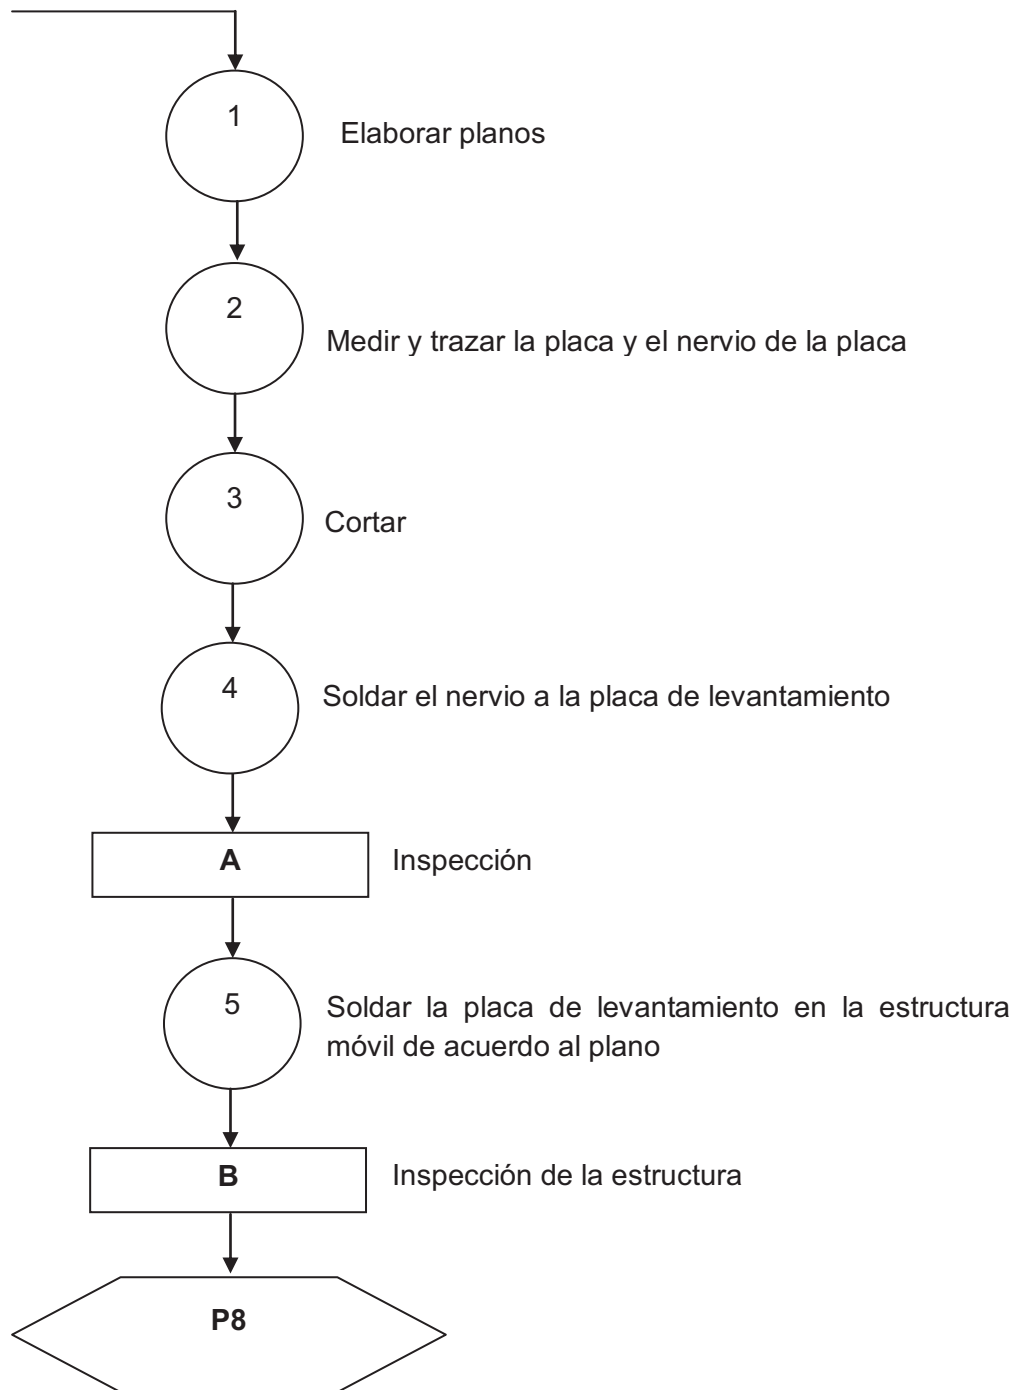 1
Elaborar planos
2
Medir y trazar la placa y el nervio de la placa
3
Cortar
4
Soldar el nervio a la placa de levantamiento
A
Inspección
5
Soldar la placa de levantamiento en la estructura
móvil de acuerdo al plano
B
Inspección de la estructura
P8